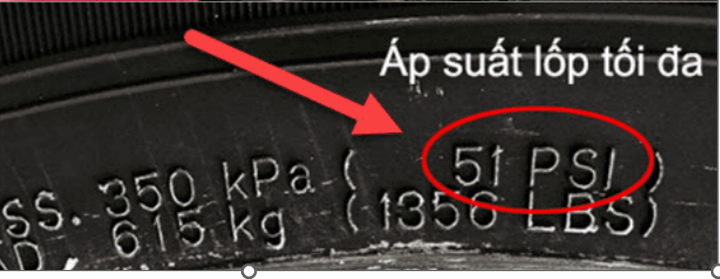 Áp suất lốp tối đa
SS. 350 kPa ( 51 PSI )
D 615 kg (1356 LBS)